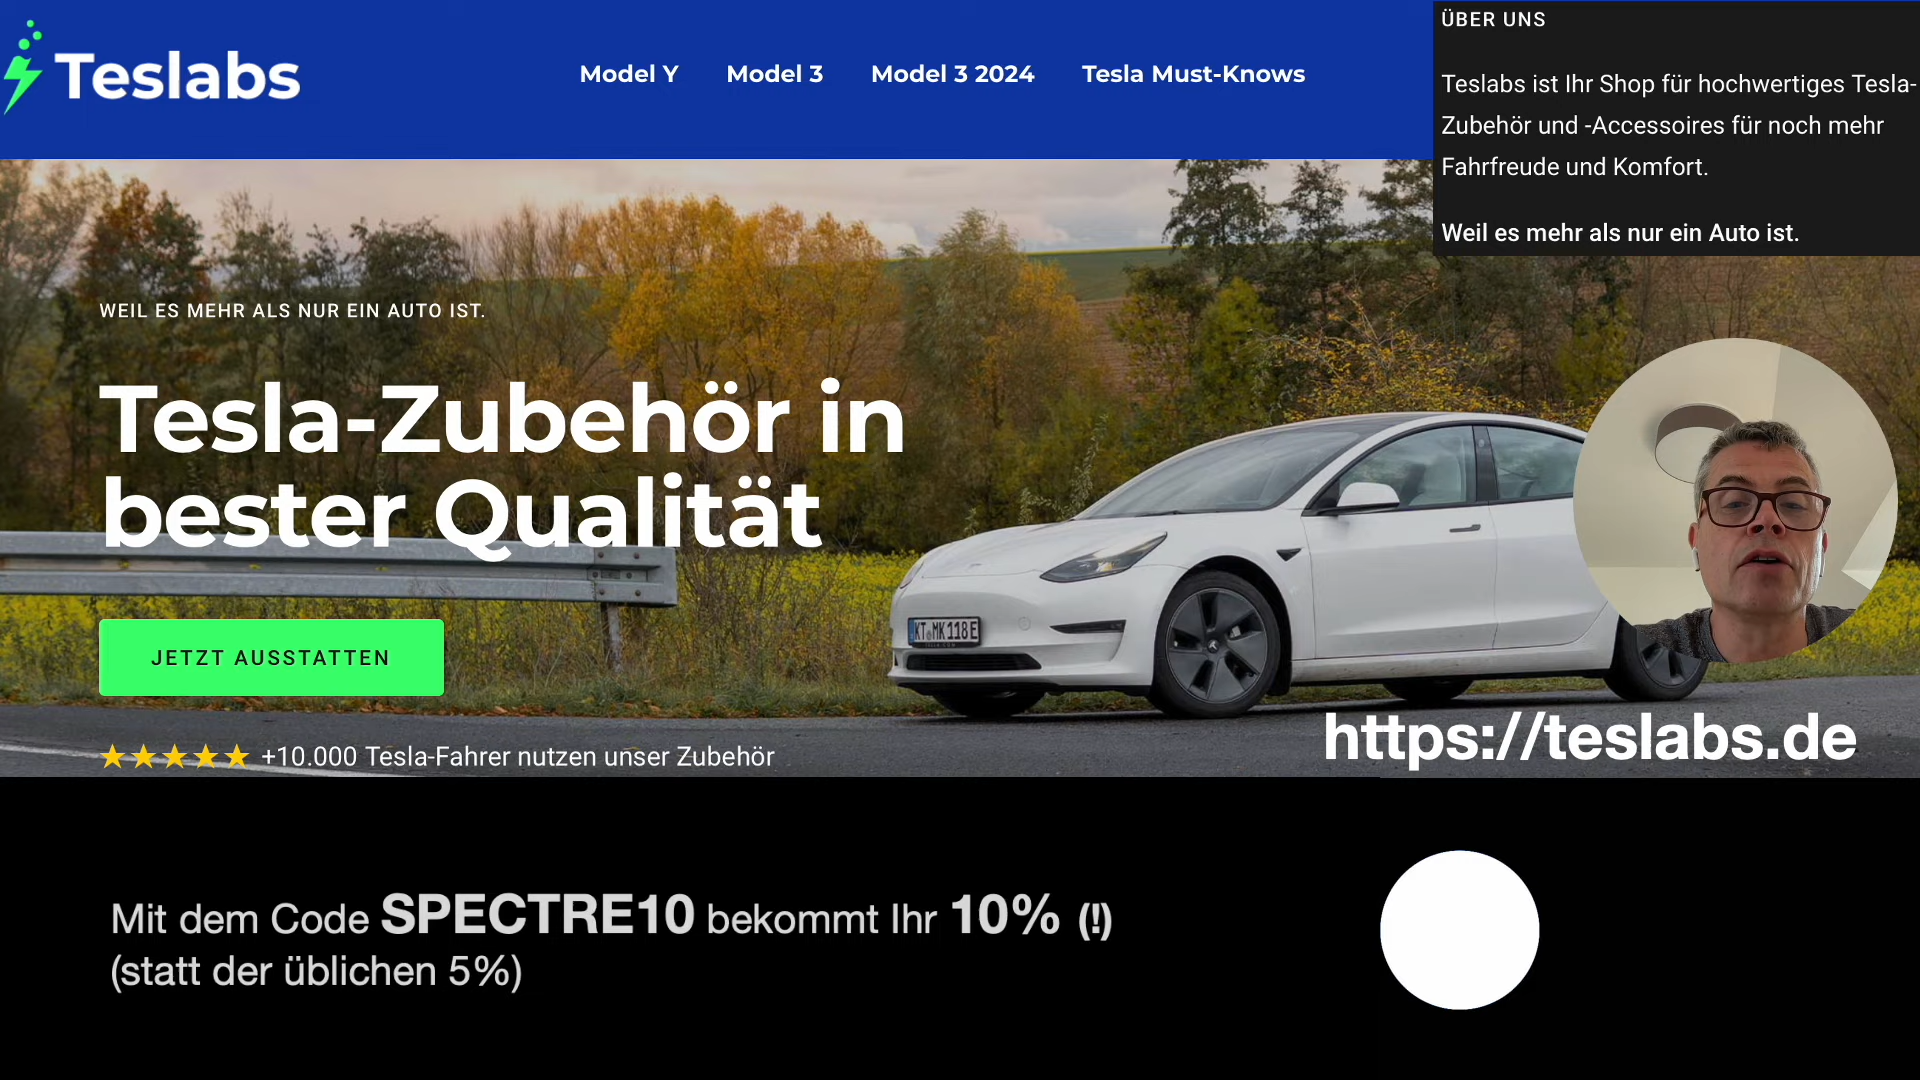 Teslabs
Model Y
Model 3
Model 3 2024
Tesla Must-Knows
ÜBER UNS
Teslabs ist Ihr Shop für hochwertiges Tesla-
Zubehör und -Accessoires für noch mehr
Fahrfreude und Komfort.
Weil es mehr als nur ein Auto ist.
WEIL ES MEHR ALS NUR EIN AUTO IST.
Tesla-Zubehör in
bester Qualität
JETZT AUSSTATTEN
KT MK118E
+10.000 Tesla-Fahrer nutzen unser Zubehör
https://teslabs.de
Mit dem Code SPECTRE10 bekommt Ihr 10% (!)
(statt der üblichen 5%)